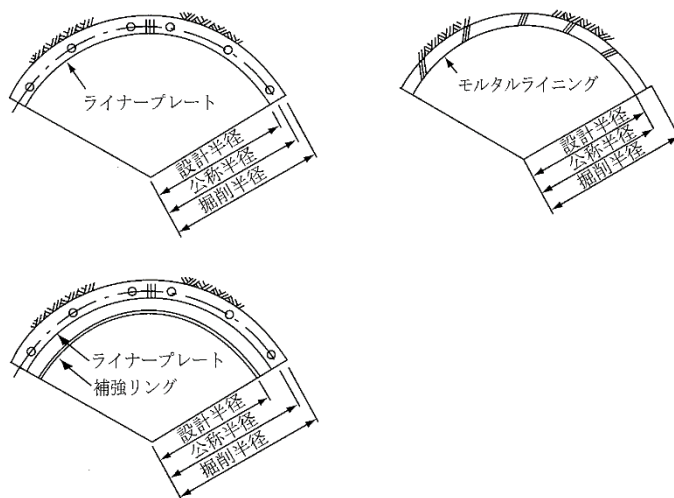 ライナープレート
設計半径
公称半径
掘削半径
モルタルライニング
設計半径
公称半径
掘削半径
ライナープレート
補強リング
設計半径
公称半径
掘削半径